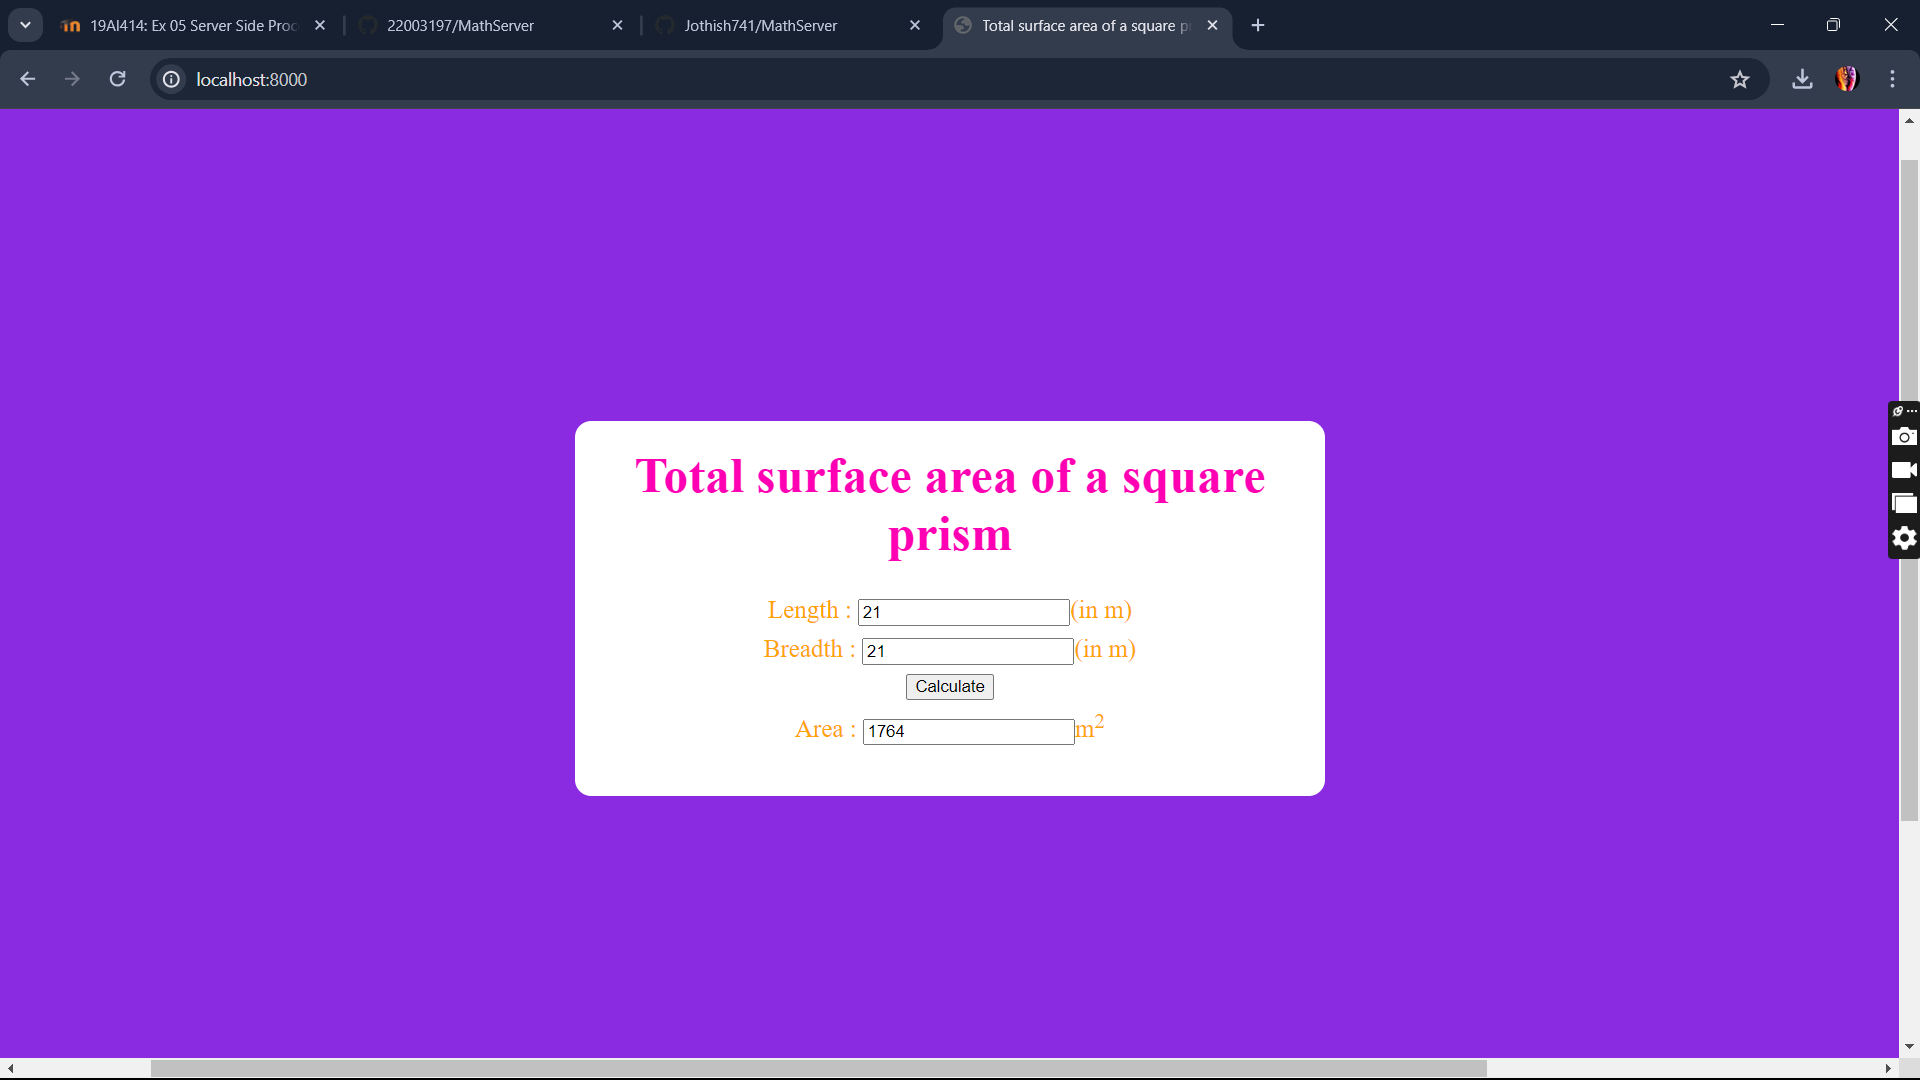 19AI414: Ex 05 Server Side Proc
22003197/MathServer
Jothish741/MathServer
Total surface area of a square p
localhost:8000
Total surface area of a square
prism
Length : 21 (in m)
Breadth : 21 (in m)
Calculate
Area : 1764 m²